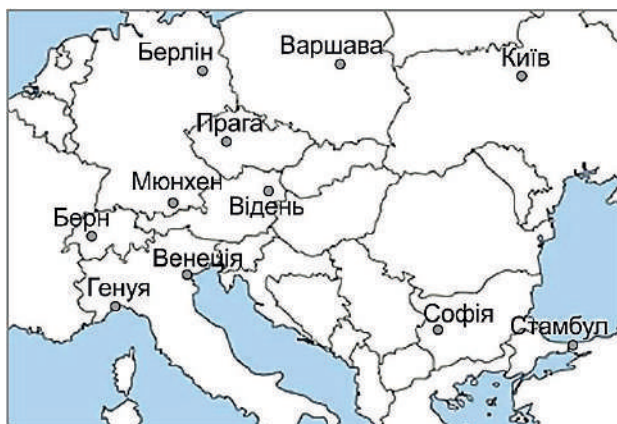 Берлін
Варшава
Київ
Прага
Мюнхен
Відень
Берн
Венеція
Генуя
Софія
Стамбул